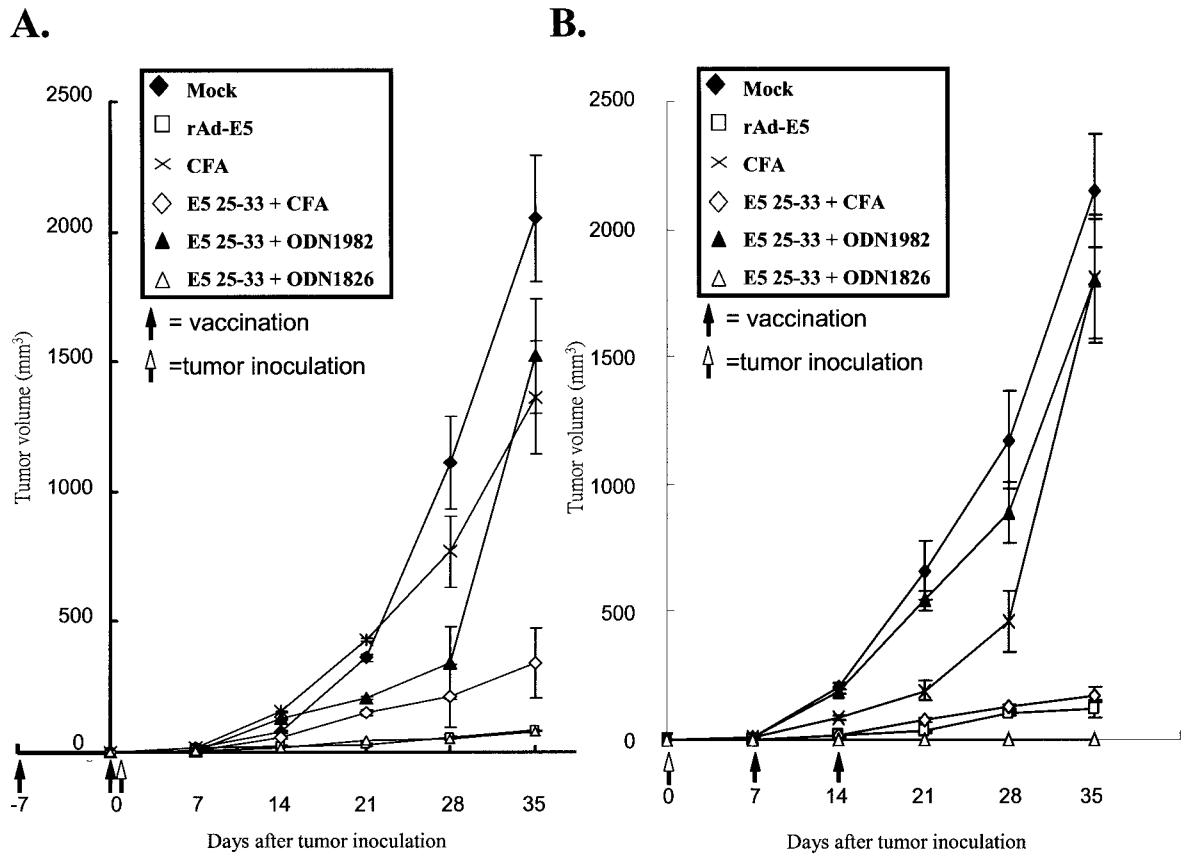 A.
2500
2000
1500
1000
500
0
Tumor volume (mm³)
Mock
rAd-E5
CFA
E5 25-33 + CFA
E5 25-33 + ODN1982
E5 25-33 + ODN1826
= vaccination
=tumor inoculation
-7 0 7 14 21 28 35
Days after tumor inoculation
B.
2500
2000
1500
1000
500
0
Tumor volume (mm³)
Mock
rAd-E5
CFA
E5 25-33 + CFA
E5 25-33 + ODN1982
E5 25-33 + ODN1826
= vaccination
=tumor inoculation
0 7 14 21 28 35
Days after tumor inoculation